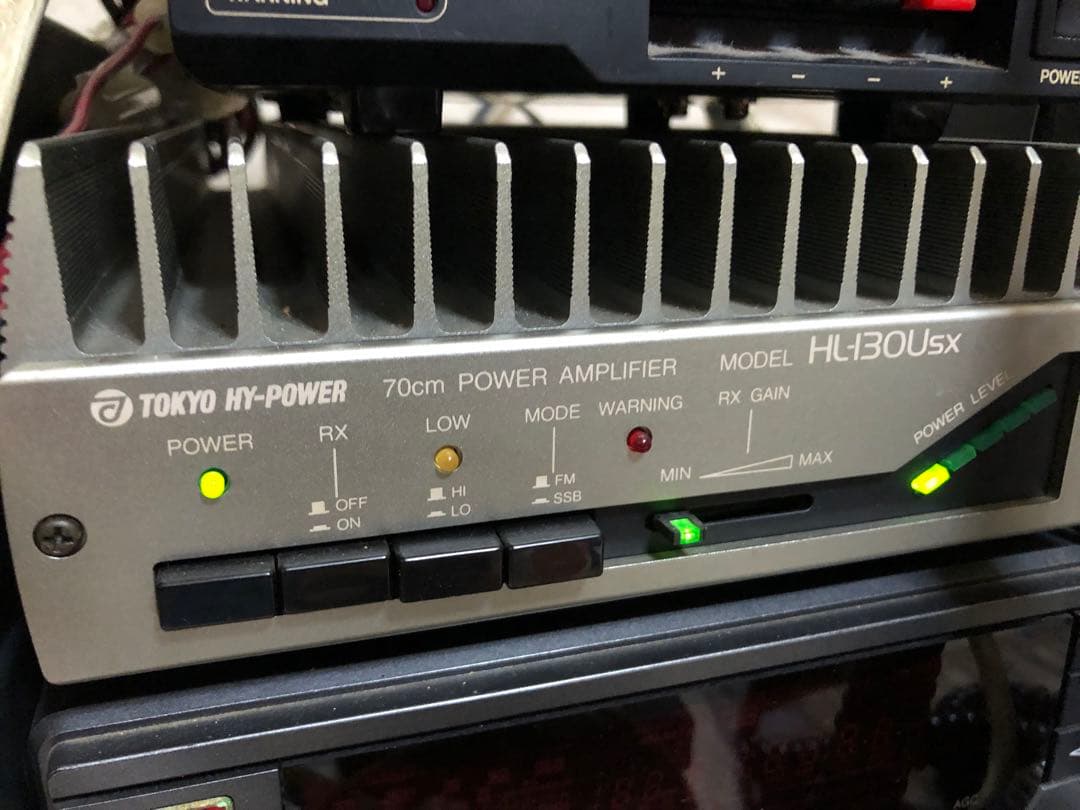 WARNING
+ − − +
POWE
TOKYO HY-POWER 70cm POWER AMPLIFIER MODEL HL-130Usx
POWER
RX
OFF
ON
LOW
HI
LO
MODE
FM
SSB
WARNING
RX GAIN
MIN MAX
POWER LEVEL
AGC